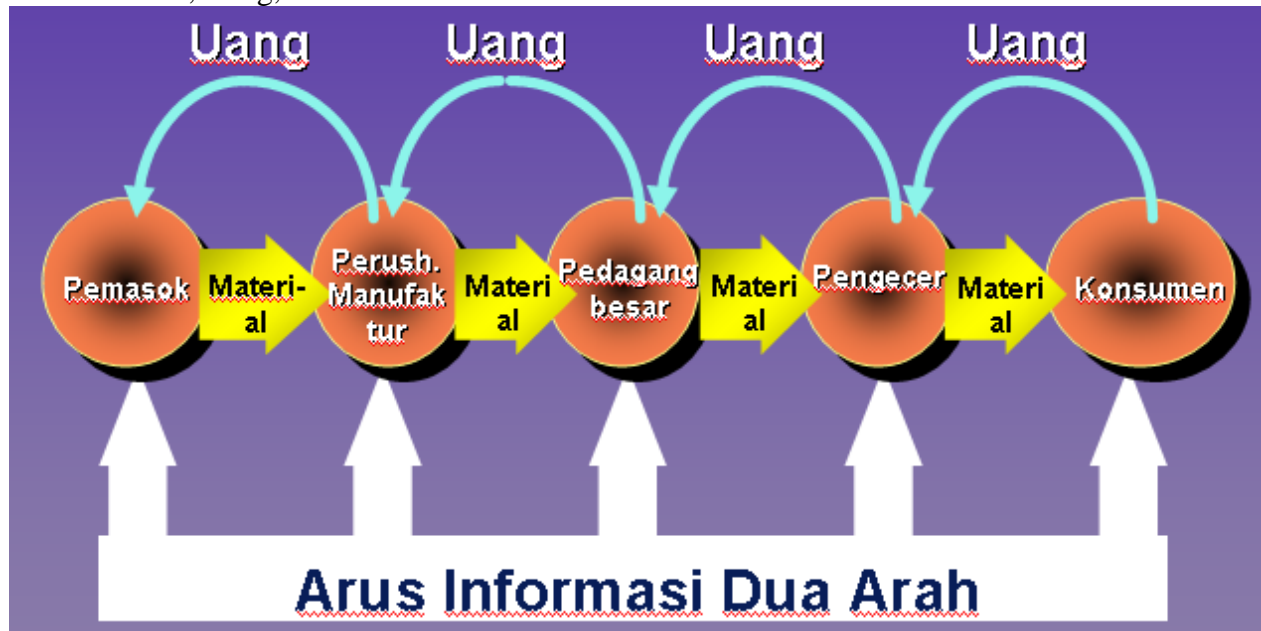 Uang Uang Uang Uang
Pemasok
Materi-
al
Perush.
Manufak
tur
Materi
al
Pedagang
besar
Materi
al
Pengecer
Materi
al
Konsumen
Arus Informasi Dua Arah